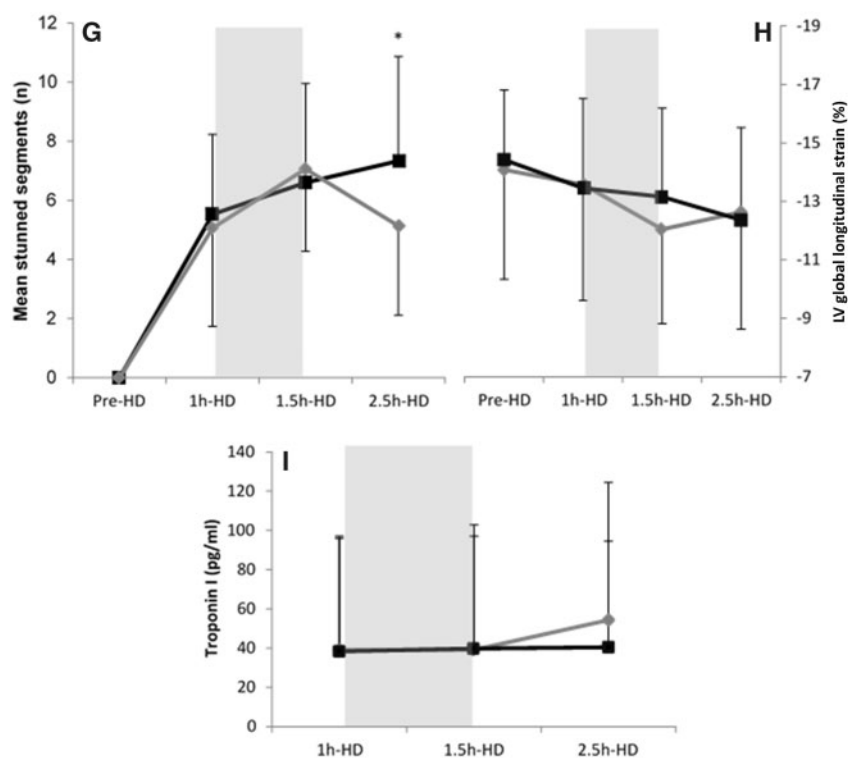 G
Mean stunned segments (n)
12
10
8
6
4
2
0
*
Pre-HD
1h-HD
1.5h-HD
2.5h-HD
H
LV global longitudinal strain (%)
-19
-17
-15
-13
-11
-9
-7
Pre-HD
1h-HD
1.5h-HD
2.5h-HD
I
Troponin I (pg/ml)
140
120
100
80
60
40
20
0
1h-HD
1.5h-HD
2.5h-HD